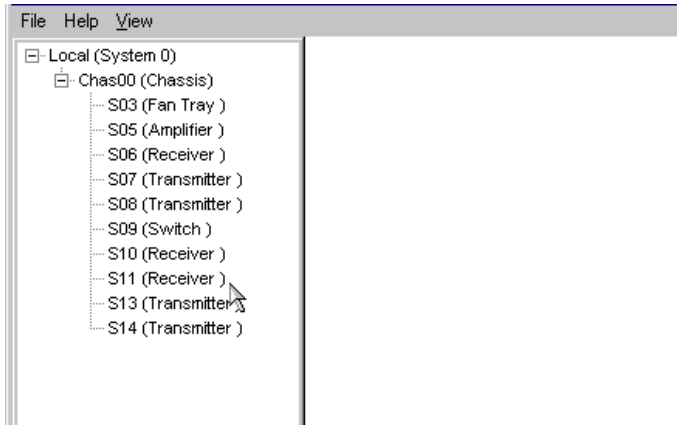 File Help View
Local (System 0)
Chas00 (Chassis)
S03 (Fan Tray )
S05 (Amplifier )
S06 (Receiver )
S07 (Transmitter )
S08 (Transmitter )
S09 (Switch )
S10 (Receiver )
S11 (Receiver )
S13 (Transmitter )
S14 (Transmitter )